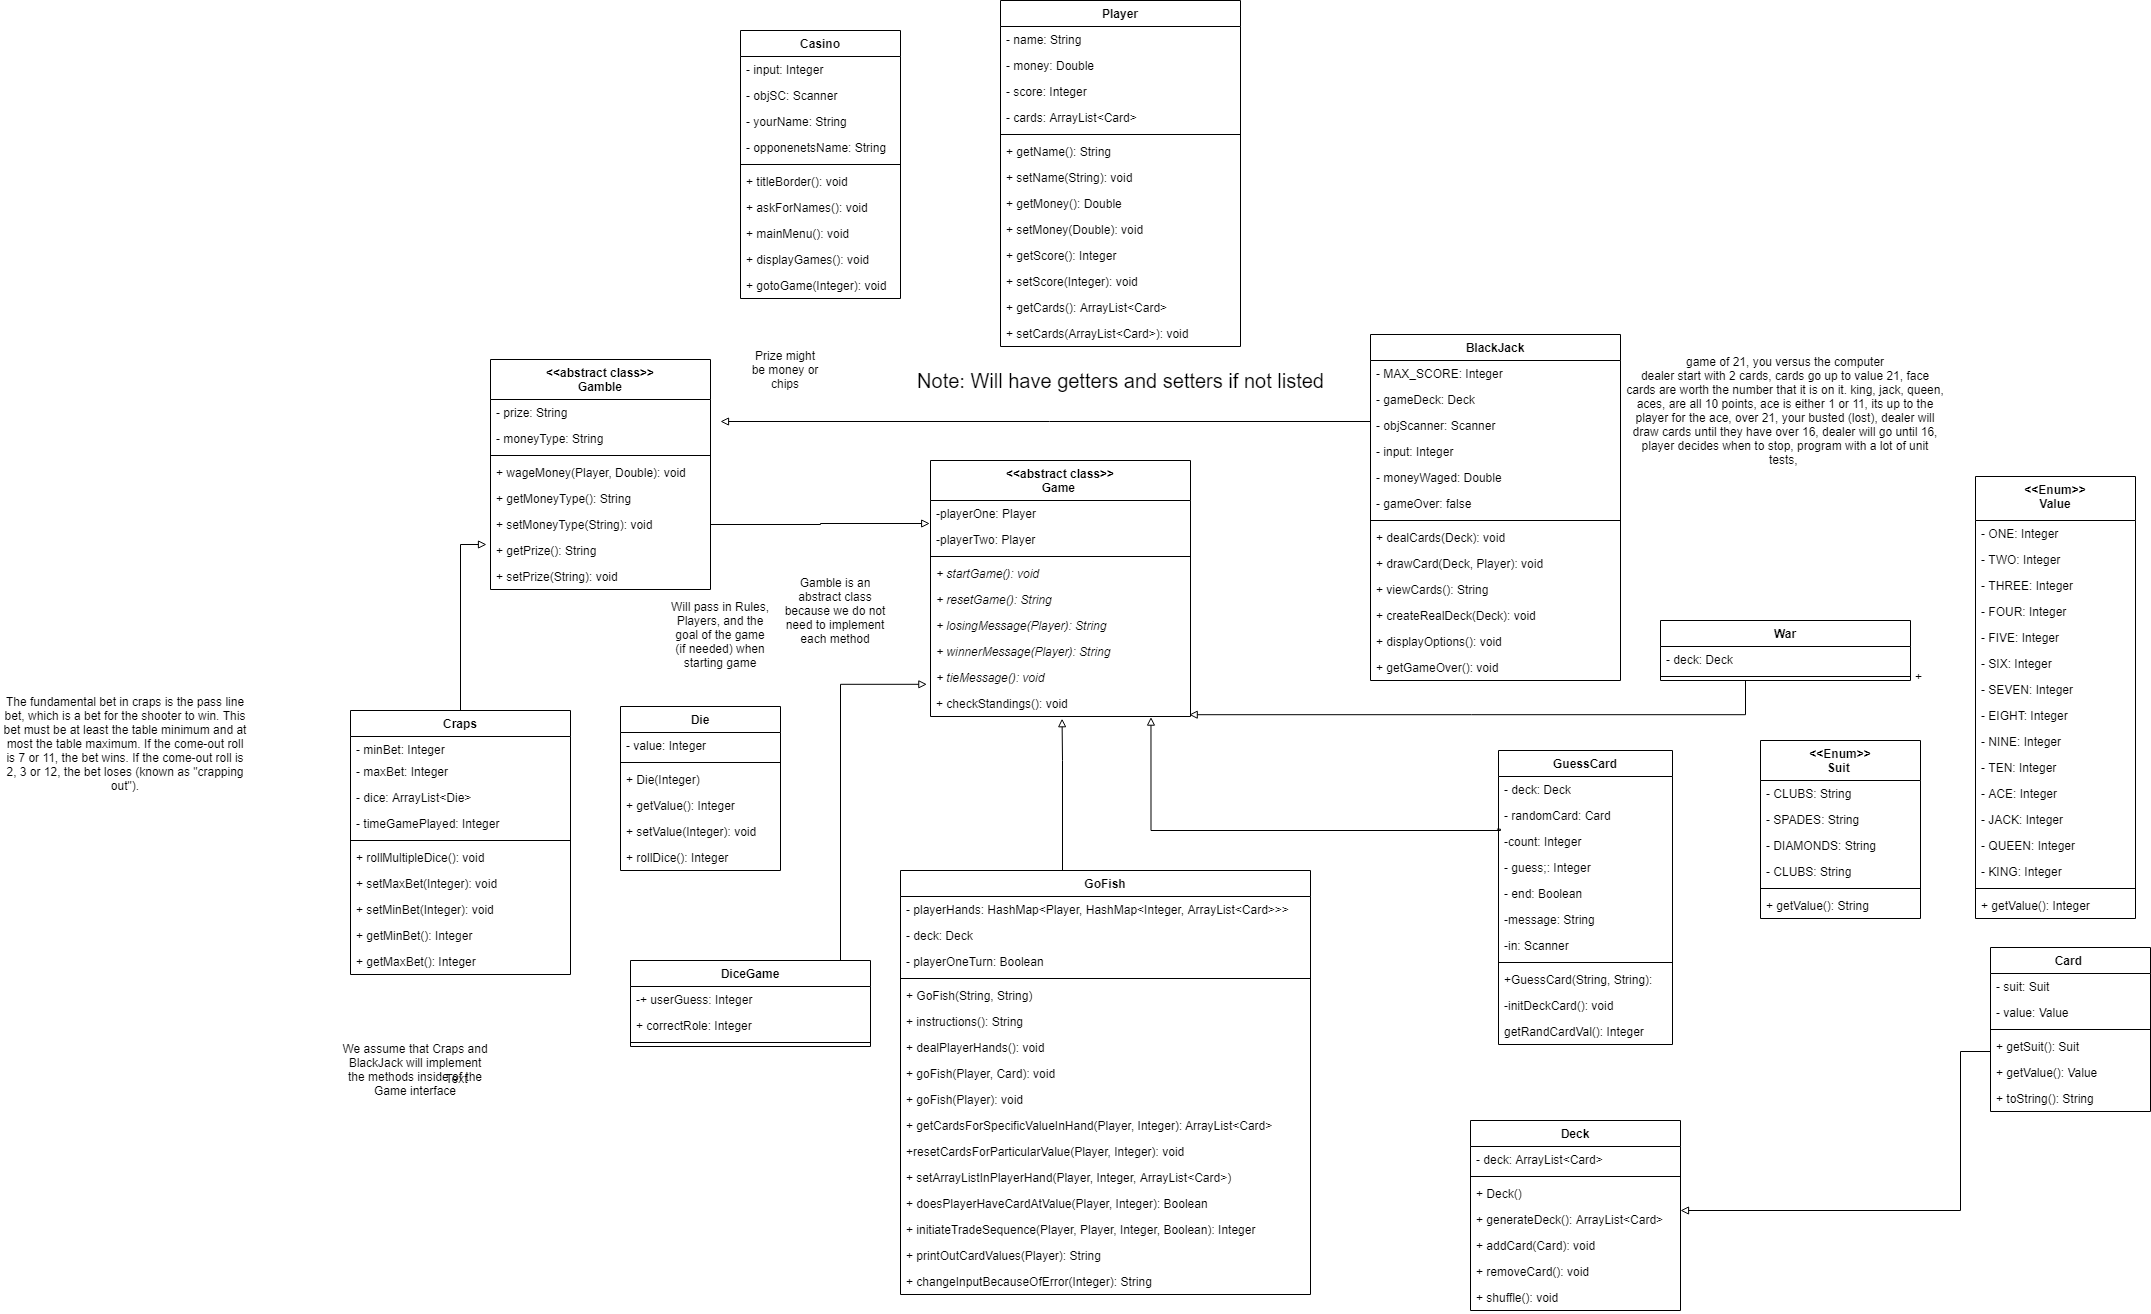 Player
- name: String
- money: Double
- score: Integer
- cards: ArrayList<Card>
+ getName(): String
+ setName(String): void
+ getMoney(): Double
+ setMoney(Double): void
+ getScore(): Integer
+ setScore(Integer): void
+ getCards(): ArrayList<Card>
+ setCards(ArrayList<Card>): void
Casino
- input: Integer
- objSC: Scanner
- yourName: String
- opponenetsName: String
+ titleBorder(): void
+ askForNames(): void
+ mainMenu(): void
+ displayGames(): void
+ gotoGame(Integer): void
Prize might
be money or
chips
Note: Will have getters and setters if not listed
<<abstract class>>
Gamble
- prize: String
- moneyType: String
+ wageMoney(Player, Double): void
+ getMoneyType(): String
+ setMoneyType(String): void
+ getPrize(): String
+ setPrize(String): void
<<abstract class>>
Game
-playerOne: Player
-playerTwo: Player
+ startGame(): void
+ resetGame(): String
+ losingMessage(Player): String
+ winnerMessage(Player): String
+ tieMessage(): void
+ checkStandings(): void
BlackJack
- MAX_SCORE: Integer
- gameDeck: Deck
- objScanner: Scanner
- input: Integer
- moneyWaged: Double
- gameOver: false
+ dealCards(Deck): void
+ drawCard(Deck, Player): void
+ viewCards(): String
+ createRealDeck(Deck): void
+ displayOptions(): void
+ getGameOver(): void
game of 21, you versus the computer
dealer start with 2 cards, cards go up to value 21, face
cards are worth the number that it is on it. king, jack, queen,
aces, are all 10 points, ace is either 1 or 11, its up to the
player for the ace, over 21, your busted (lost), dealer will
draw cards until they have over 16, dealer will go until 16,
player decides when to stop, program with a lot of unit
tests,
<<Enum>>
Value
- ONE: Integer
- TWO: Integer
- THREE: Integer
- FOUR: Integer
- FIVE: Integer
- SIX: Integer
- SEVEN: Integer
- EIGHT: Integer
- NINE: Integer
- TEN: Integer
- ACE: Integer
- JACK: Integer
- QUEEN: Integer
- KING: Integer
+ getValue(): Integer
Will pass in Rules,
Players, and the
goal of the game
(if needed) when
starting game
Gamble is an
abstract class
because we do not
need to implement
each method
War
- deck: Deck
+
The fundamental bet in craps is the pass line
bet, which is a bet for the shooter to win. This
bet must be at least the table minimum and at
most the table maximum. If the come-out roll
is 7 or 11, the bet wins. If the come-out roll is
2, 3 or 12, the bet loses (known as "crapping
out").
Craps
- minBet: Integer
- maxBet: Integer
- dice: ArrayList<Die>
- timeGamePlayed: Integer
+ rollMultipleDice(): void
+ setMaxBet(Integer): void
+ setMinBet(Integer): void
+ getMinBet(): Integer
+ getMaxBet(): Integer
Die
- value: Integer
+ Die(Integer)
+ getValue(): Integer
+ setValue(Integer): void
+ rollDice(): Integer
GuessCard
- deck: Deck
- randomCard: Card
-count: Integer
- guess;: Integer
- end: Boolean
-message: String
-in: Scanner
+GuessCard(String, String):
-initDeckCard(): void
getRandCardVal(): Integer
<<Enum>>
Suit
- CLUBS: String
- SPADES: String
- DIAMONDS: String
- CLUBS: String
+ getValue(): String
GoFish
- playerHands: HashMap<Player, HashMap<Integer, ArrayList<Card>>>
- deck: Deck
- playerOneTurn: Boolean
+ GoFish(String, String)
+ instructions(): String
+ dealPlayerHands(): void
+ goFish(Player, Card): void
+ goFish(Player): void
+ getCardsForSpecificValueInHand(Player, Integer): ArrayList<Card>
+resetCardsForParticularValue(Player, Integer): void
+ setArrayListInPlayerHand(Player, Integer, ArrayList<Card>)
+ doesPlayerHaveCardAtValue(Player, Integer): Boolean
+ initiateTradeSequence(Player, Player, Integer, Boolean): Integer
+ printOutCardValues(Player): String
+ changeInputBecauseOfError(Integer): String
DiceGame
-+ userGuess: Integer
+ correctRole: Integer
Card
- suit: Suit
- value: Value
+ getSuit(): Suit
+ getValue(): Value
+ toString(): String
We assume that Craps and
BlackJack will implement
the methods inside of the
Game interface
Text
Deck
- deck: ArrayList<Card>
+ Deck()
+ generateDeck(): ArrayList<Card>
+ addCard(Card): void
+ removeCard(): void
+ shuffle(): void